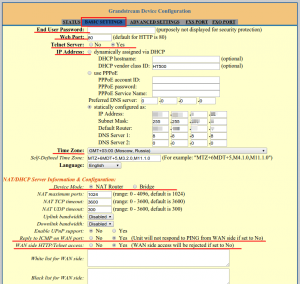 Grandstream Device Configuration
STATUS BASIC SETTINGS ADVANCED SETTINGS FXS PORT FXO PORT
End User Password: (purposely not displayed for security protection)
Web Port: 80 (default for HTTP is 80)
Telnet Server: No Yes
IP Address: dynamically assigned via DHCP
DHCP hostname: (optional)
DHCP vendor class ID: HT500 (optional)
use PPPoE
PPPoE account ID:
PPPoE password:
PPPoE Service Name:
Preferred DNS server: 0 .0 .0 .0
statically configured as:
IP Address:
Subnet Mask: 255
Default Router:
DNS Server 1:
DNS Server 2: 0 .0 .0 .0
Time Zone: GMT+03:00 (Moscow, Russia)
Self-Defined Time Zone: MTZ+6MDT+5,M3.2.0,M11.1.0 (For example: "MTZ+6MDT+5,M4.1.0,M11.1.0")
Language: English
NAT/DHCP Server Information & Configuration:
Device Mode: NAT Router Bridge
NAT maximum ports: 1024 (range: 0 - 4096, default is 1024)
NAT TCP timeout: 3600 (range: 0 - 3600, default is 3600)
NAT UDP timeout: 300 (range: 0 - 3600, default is 300)
Uplink bandwidth: Disabled
Downlink bandwidth: Disabled
Enable UPnP support: No Yes
Reply to ICMP on WAN port: No Yes (Unit will not respond to PING from WAN side if set to No)
WAN side HTTP/Telnet access: No Yes (WAN side access will be rejected if set to No)
White list for WAN side:
Black list for WAN side: